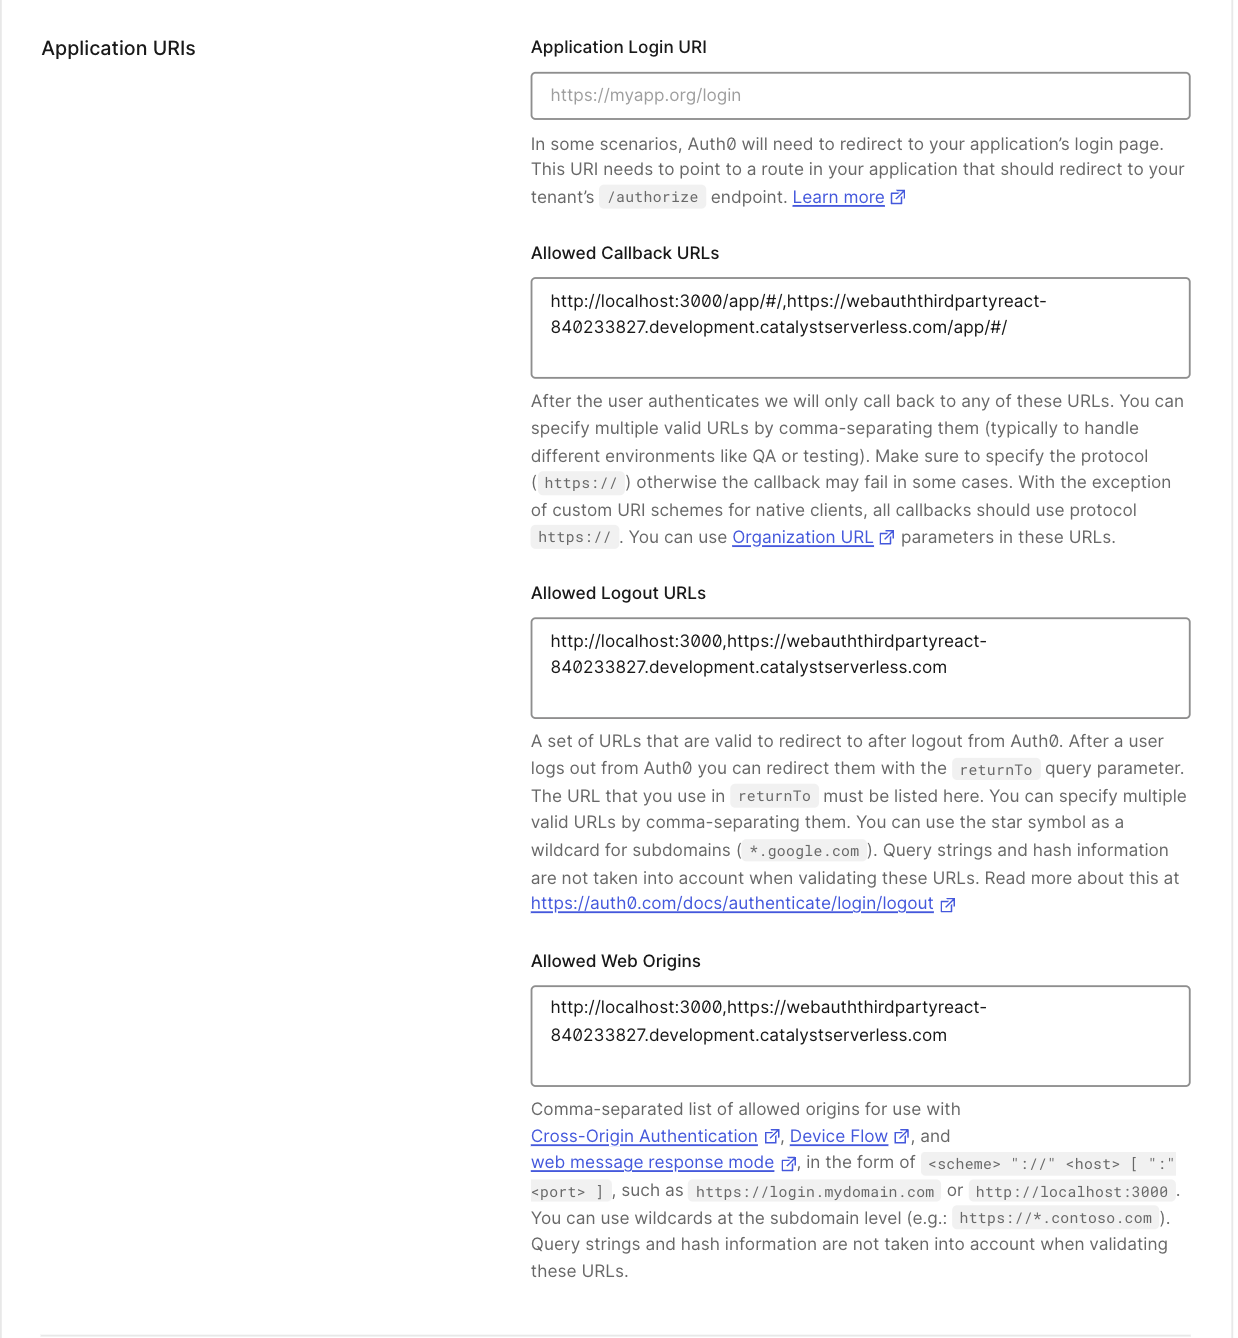 Application URIs
Application Login URI
https://myapp.org/login
In some scenarios, Auth0 will need to redirect to your application’s login page.
This URI needs to point to a route in your application that should redirect to your
tenant’s /authorize endpoint. Learn more
Allowed Callback URLs
http://localhost:3000/app/#/,https://webauththirdpartyreact-
840233827.development.catalystserverless.com/app/#/
After the user authenticates we will only call back to any of these URLs. You can
specify multiple valid URLs by comma-separating them (typically to handle
different environments like QA or testing). Make sure to specify the protocol
( https:// ) otherwise the callback may fail in some cases. With the exception
of custom URI schemes for native clients, all callbacks should use protocol
https:// . You can use Organization URL parameters in these URLs.
Allowed Logout URLs
http://localhost:3000,https://webauththirdpartyreact-
840233827.development.catalystserverless.com
A set of URLs that are valid to redirect to after logout from Auth0. After a user
logs out from Auth0 you can redirect them with the returnTo query parameter.
The URL that you use in returnTo must be listed here. You can specify multiple
valid URLs by comma-separating them. You can use the star symbol as a
wildcard for subdomains ( *.google.com ). Query strings and hash information
are not taken into account when validating these URLs. Read more about this at
https://auth0.com/docs/authenticate/login/logout
Allowed Web Origins
http://localhost:3000,https://webauththirdpartyreact-
840233827.development.catalystserverless.com
Comma-separated list of allowed origins for use with
Cross-Origin Authentication , Device Flow , and
web message response mode , in the form of <scheme> "://" <host> [ ":"
<port> ] , such as https://login.mydomain.com or http://localhost:3000 .
You can use wildcards at the subdomain level (e.g.: https://*.contoso.com ).
Query strings and hash information are not taken into account when validating
these URLs.